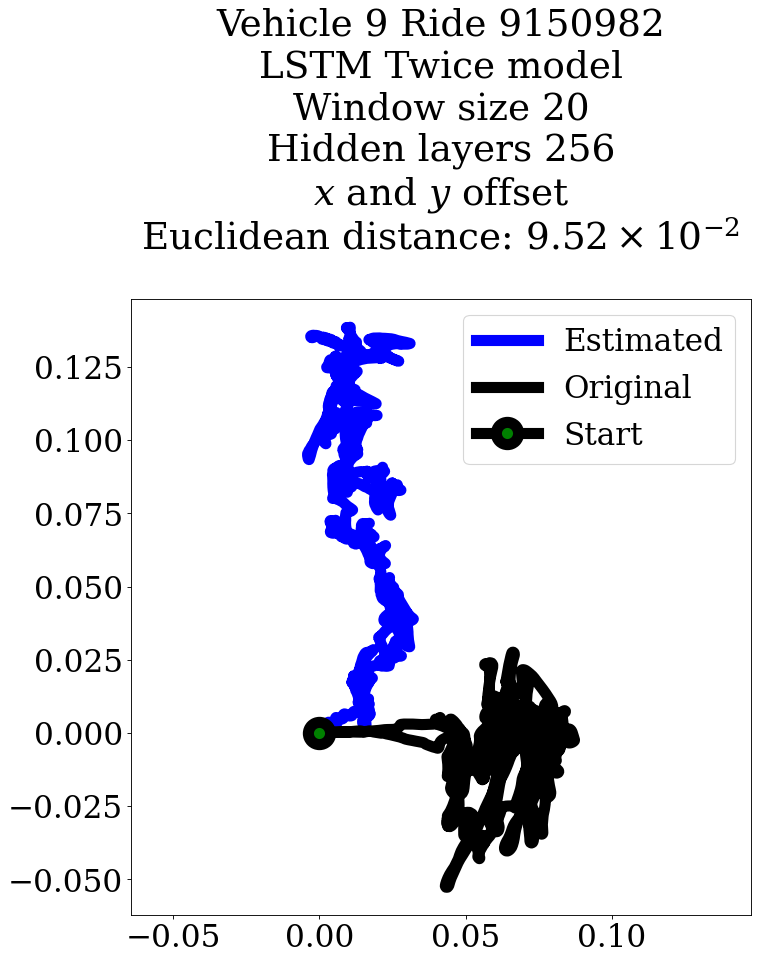 Vehicle 9 Ride 9150982
LSTM Twice model
Window size 20
Hidden layers 256
x and y offset
Euclidean distance: 9.52 × 10⁻²
Estimated
Original
Start
0.125
0.100
0.075
0.050
0.025
0.000
−0.025
−0.050
−0.05 0.00 0.05 0.10